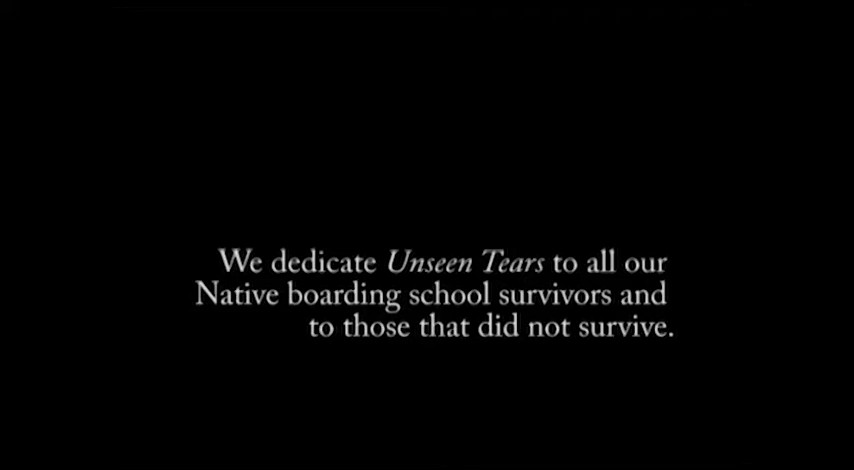 We dedicate Unseen Tears to all our
Native boarding school survivors and
to those that did not survive.